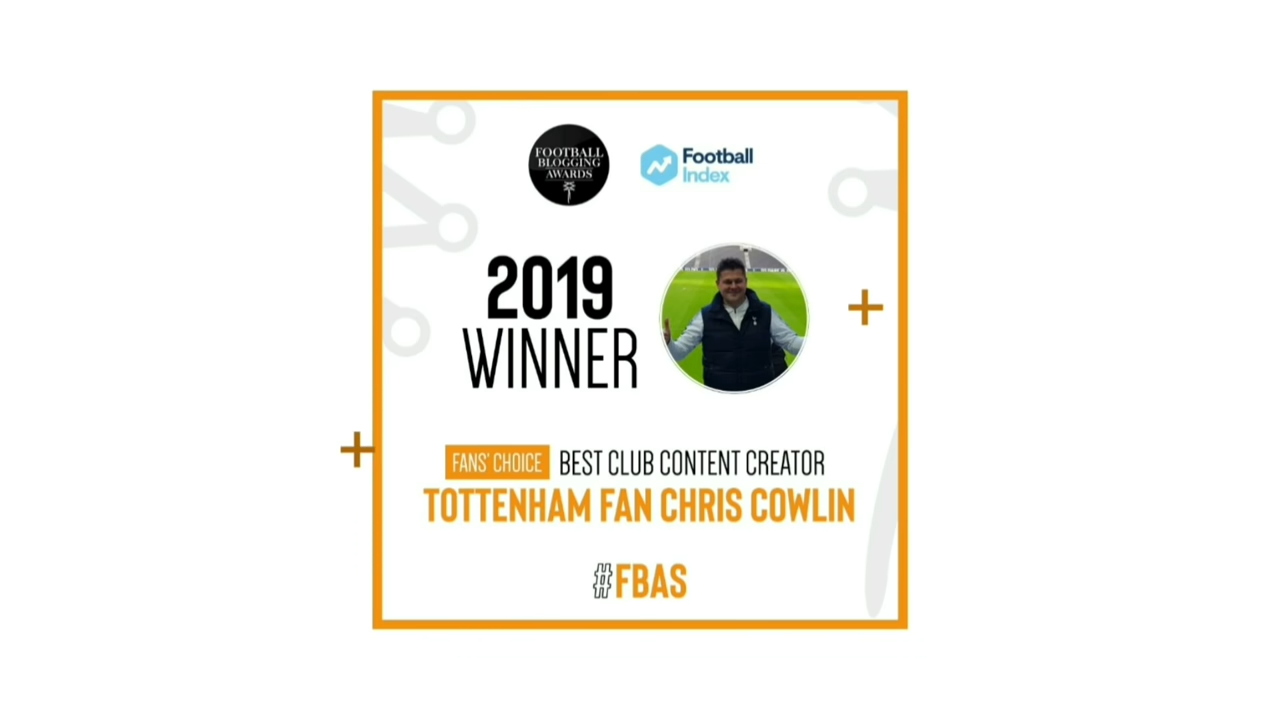 FOOTBALL
BLOGGING
AWARDS
Football
Index
2019
WINNER
FANS' CHOICE BEST CLUB CONTENT CREATOR
TOTTENHAM FAN CHRIS COWLIN
#FBAS